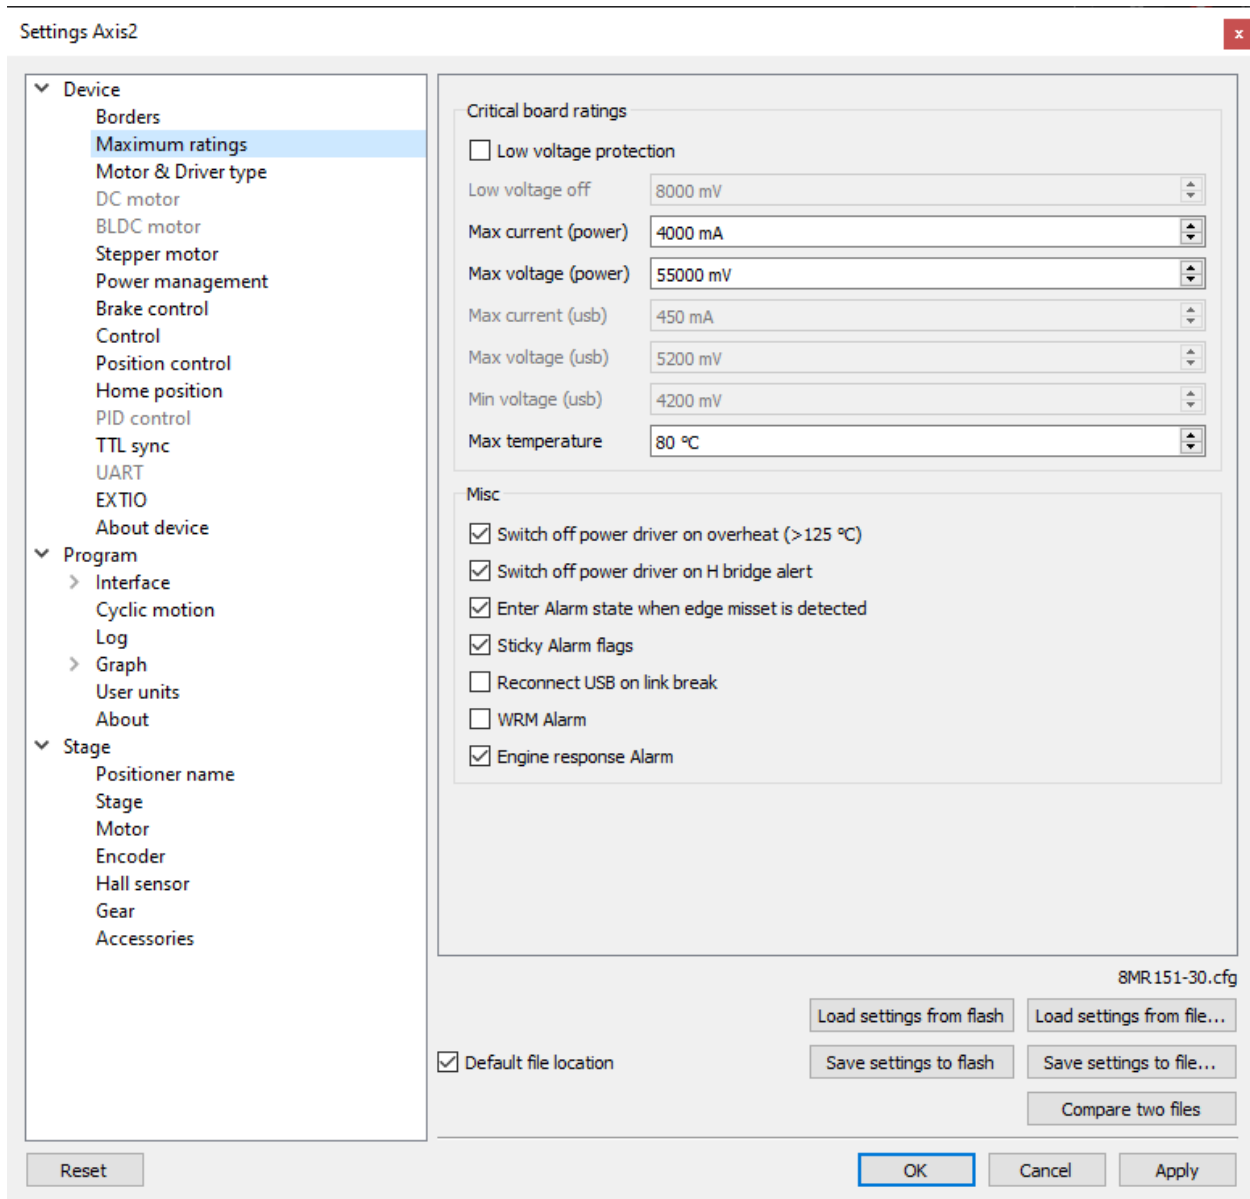 Settings Axis2
x
Device
Borders
Maximum ratings
Motor & Driver type
DC motor
BLDC motor
Stepper motor
Power management
Brake control
Control
Position control
Home position
PID control
TTL sync
UART
EXTIO
About device
Program
Interface
Cyclic motion
Log
Graph
User units
About
Stage
Positioner name
Stage
Motor
Encoder
Hall sensor
Gear
Accessories
Critical board ratings
Low voltage protection
Low voltage off 8000 mV
Max current (power) 4000 mA
Max voltage (power) 55000 mV
Max current (usb) 450 mA
Max voltage (usb) 5200 mV
Min voltage (usb) 4200 mV
Max temperature 80 °C
Misc
Switch off power driver on overheat (>125 °C)
Switch off power driver on H bridge alert
Enter Alarm state when edge misset is detected
Sticky Alarm flags
Reconnect USB on link break
WRM Alarm
Engine response Alarm
8MR151-30.cfg
Load settings from flash Load settings from file...
Default file location Save settings to flash Save settings to file...
Compare two files
Reset OK Cancel Apply